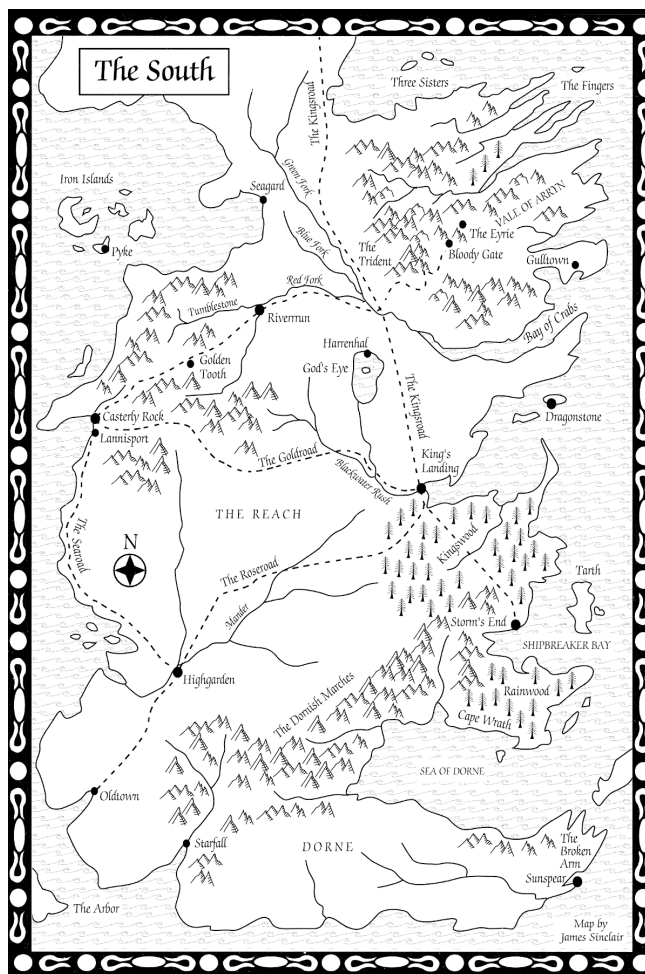 The South
Three Sisters
The Fingers
The Kingsroad
Iron Islands
Green Fork
Seagard
VALE OF ARRYN
Pyke
Blue Fork
The
Trident
The Eyrie
Bloody Gate
Gulltown
Red Fork
Tumblestone
Riverrun
Bay of Crabs
Harrenhal
God's Eye
Golden
Tooth
The Kingsroad
Dragonstone
Casterly Rock
Lannisport
The Goldroad
King's
Landing
Blackwater Rush
THE REACH
The Searoad
N
Kingswood
The Roseroad
Tarth
Mander
Storm's End
SHIPBREAKER BAY
Highgarden
The Dornish Marches
Rainwood
Cape Wrath
SEA OF DORNE
Oldtown
Starfall
DORNE
The
Broken
Arm
Sunspear
The Arbor
Map by
James Sinclair